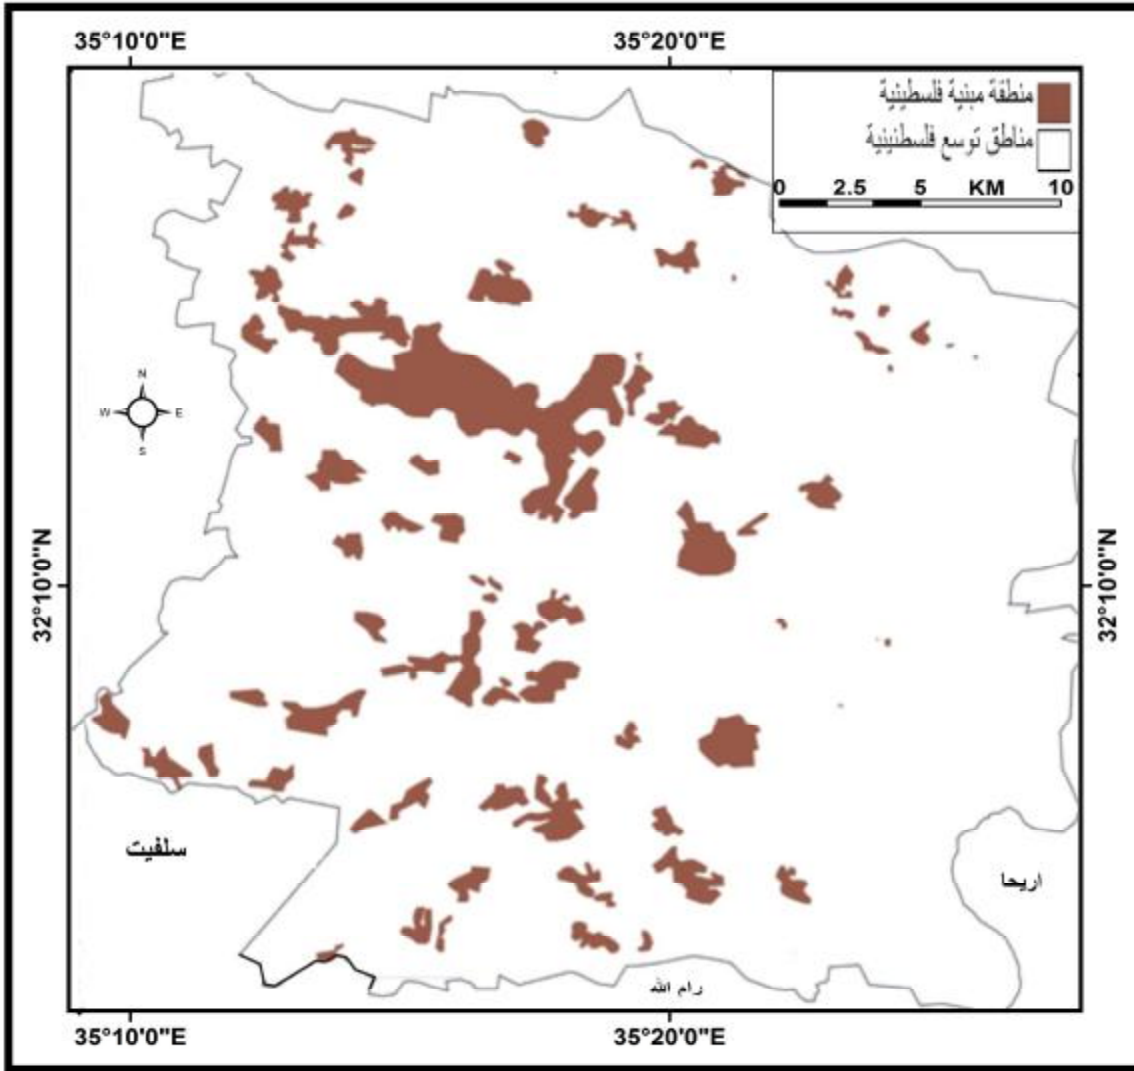 35°10'0"E
35°20'0"E
منطقة مبنية فلسطينية
مناطق توسع فلسطنينية
0 2.5 5 KM 10
N
W E
S
32°10'0"N
32°10'0"N
سلفيت
اريحا
رام الله
35°10'0"E
35°20'0"E